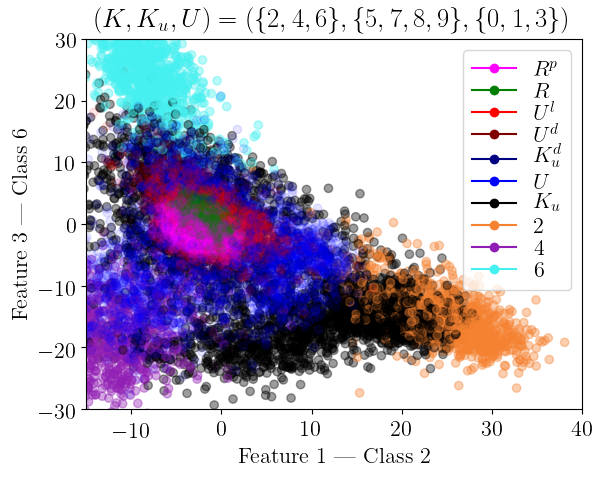 (K, K_u, U) = ({2, 4, 6}, {5, 7, 8, 9}, {0, 1, 3})
30
20
10
0
−10
−20
−30
Feature 3 — Class 6
R^p
R
U^l
U^d
K_u^d
U
K_u
2
4
6
−10 0 10 20 30 40
Feature 1 — Class 2